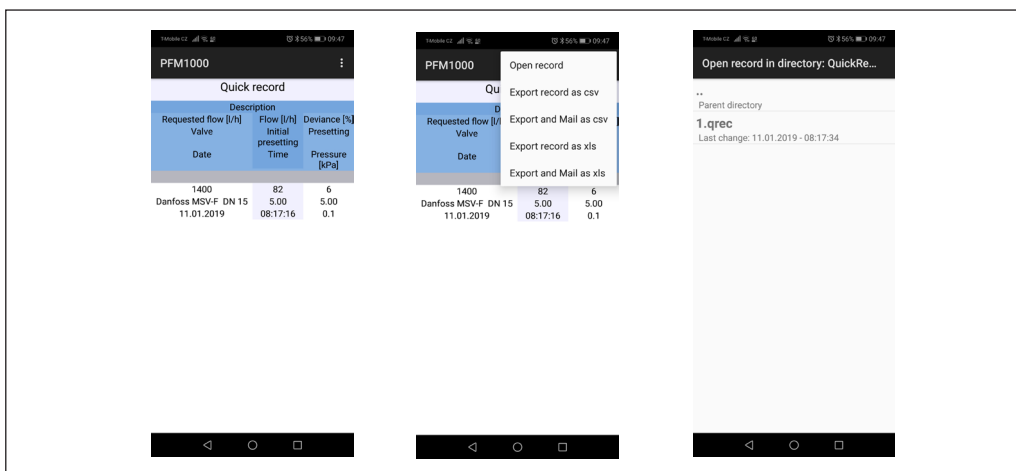 T-Mobile CZ 56% 09:47
PFM1000
Quick record
Description
Requested flow [l/h] Flow [l/h] Deviance [%]
Valve Initial presetting Presetting
Date Time Pressure [kPa]
1400 82 6
Danfoss MSV-F DN 15 5.00 5.00
11.01.2019 08:17:16 0.1
T-Mobile CZ 56% 09:47
PFM1000
Qu
D
Requested flow [l/
Valve
Date
Open record
Export record as csv
Export and Mail as csv
Export record as xls
Export and Mail as xls
1400 82 6
Danfoss MSV-F DN 15 5.00 5.00
11.01.2019 08:17:16 0.1
T-Mobile CZ 56% 09:47
Open record in directory: QuickRe...
..
Parent directory
1.qrec
Last change: 11.01.2019 - 08:17:34